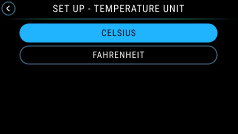 SET UP - TEMPERATURE UNIT
CELSIUS
FAHRENHEIT